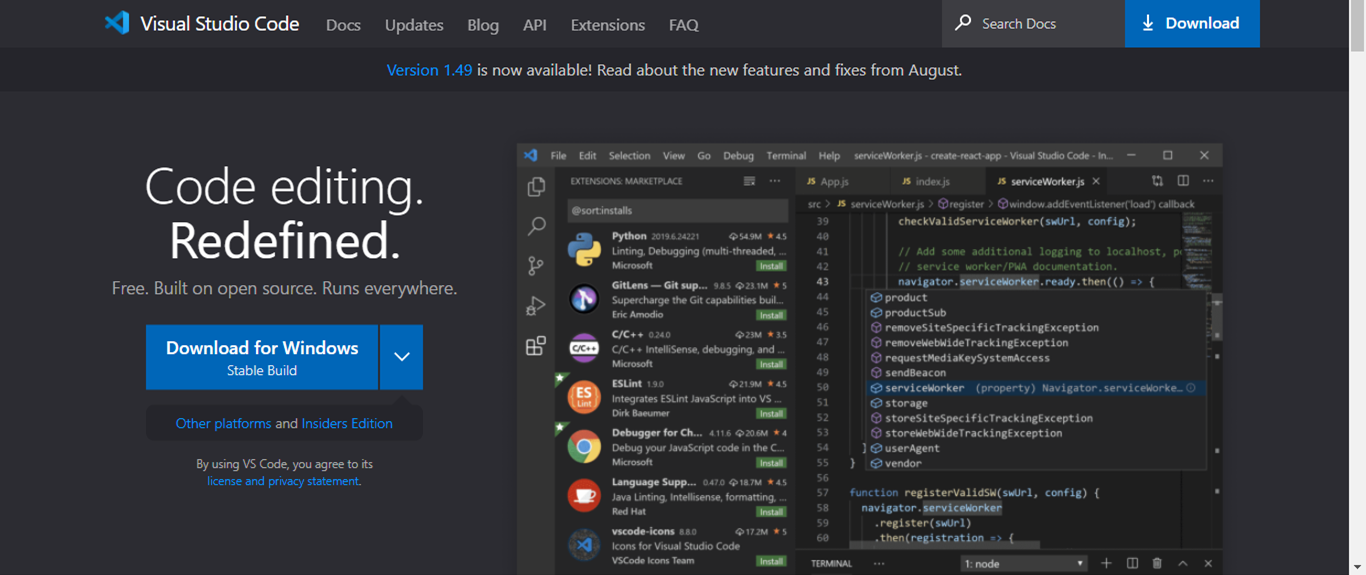 Visual Studio Code Docs Updates Blog API Extensions FAQ Search Docs Download
Version 1.49 is now available! Read about the new features and fixes from August.
Code editing.
Redefined.
Free. Built on open source. Runs everywhere.
Download for Windows
Stable Build
Other platforms and Insiders Edition
By using VS Code, you agree to its
license and privacy statement.
File Edit Selection View Go Debug Terminal Help serviceWorker.js - create-react-app - Visual Studio Code - In...
EXTENSIONS: MARKETPLACE
@sort:installs
Python 2019.6.24221 54.9M 4.5
Linting, Debugging (multi-threaded, ...
Microsoft Install
GitLens — Git sup... 9.8.5 23.1M 5
Supercharge the Git capabilities buil...
Eric Amodio Install
C/C++ 0.24.0 23M 3.5
C/C++ IntelliSense, debugging, and ...
Microsoft Install
ESLint 1.9.0 21.9M 4.5
Integrates ESLint JavaScript into VS ...
Dirk Baeumer Install
Debugger for Ch... 4.11.6 20.6M 4
Debug your JavaScript code in the C...
Microsoft Install
Language Supp... 0.47.0 18.7M 4.5
Java Linting, Intellisense, formatting, ...
Red Hat Install
vscode-icons 8.8.0 17.2M 5
Icons for Visual Studio Code
VSCode Icons Team Install
C/C++
ES
Lint
JS App.js JS index.js JS serviceWorker.js
src > JS serviceWorker.js > register > window.addEventListener('load') callback
39 checkValidServiceWorker(swUrl, config);
40
41 // Add some additional logging to localhost, p
42 // service worker/PWA documentation.
43 navigator.serviceWorker.ready.then(() => {
44 product
45 productSub
46 removeSiteSpecificTrackingException
47 removeWebWideTrackingException
48 requestMediaKeySystemAccess
49 sendBeacon
50 serviceWorker (property) Navigator.serviceWorke...
51 storage
52 storeSiteSpecificTrackingException
53 storeWebWideTrackingException
54 ] userAgent
55 } vendor
56
57 function registerValidSW(swUrl, config) {
58 navigator.serviceWorker
59 .register(swUrl)
60 .then(registration => {
TERMINAL ... 1: node